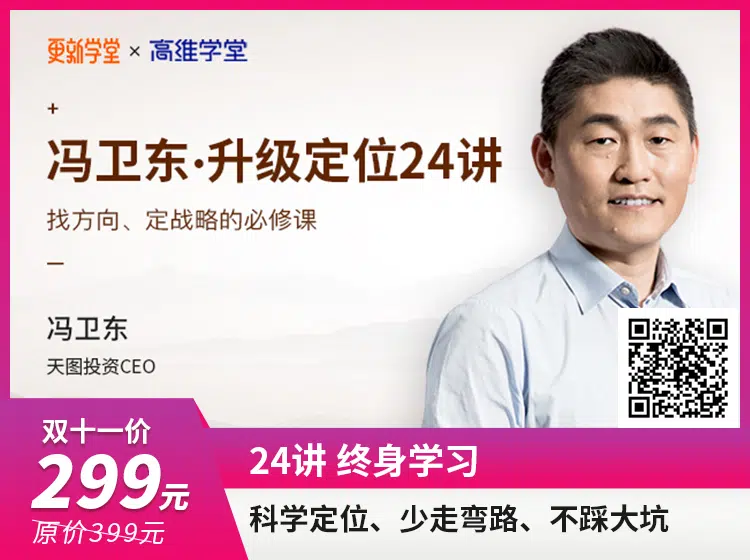 更新学堂 × 高维学堂
+
冯卫东·升级定位24讲
找方向、定战略的必修课
冯卫东
天图投资CEO
双十一价
299元
原价399元
24讲 终身学习
科学定位、少走弯路、不踩大坑